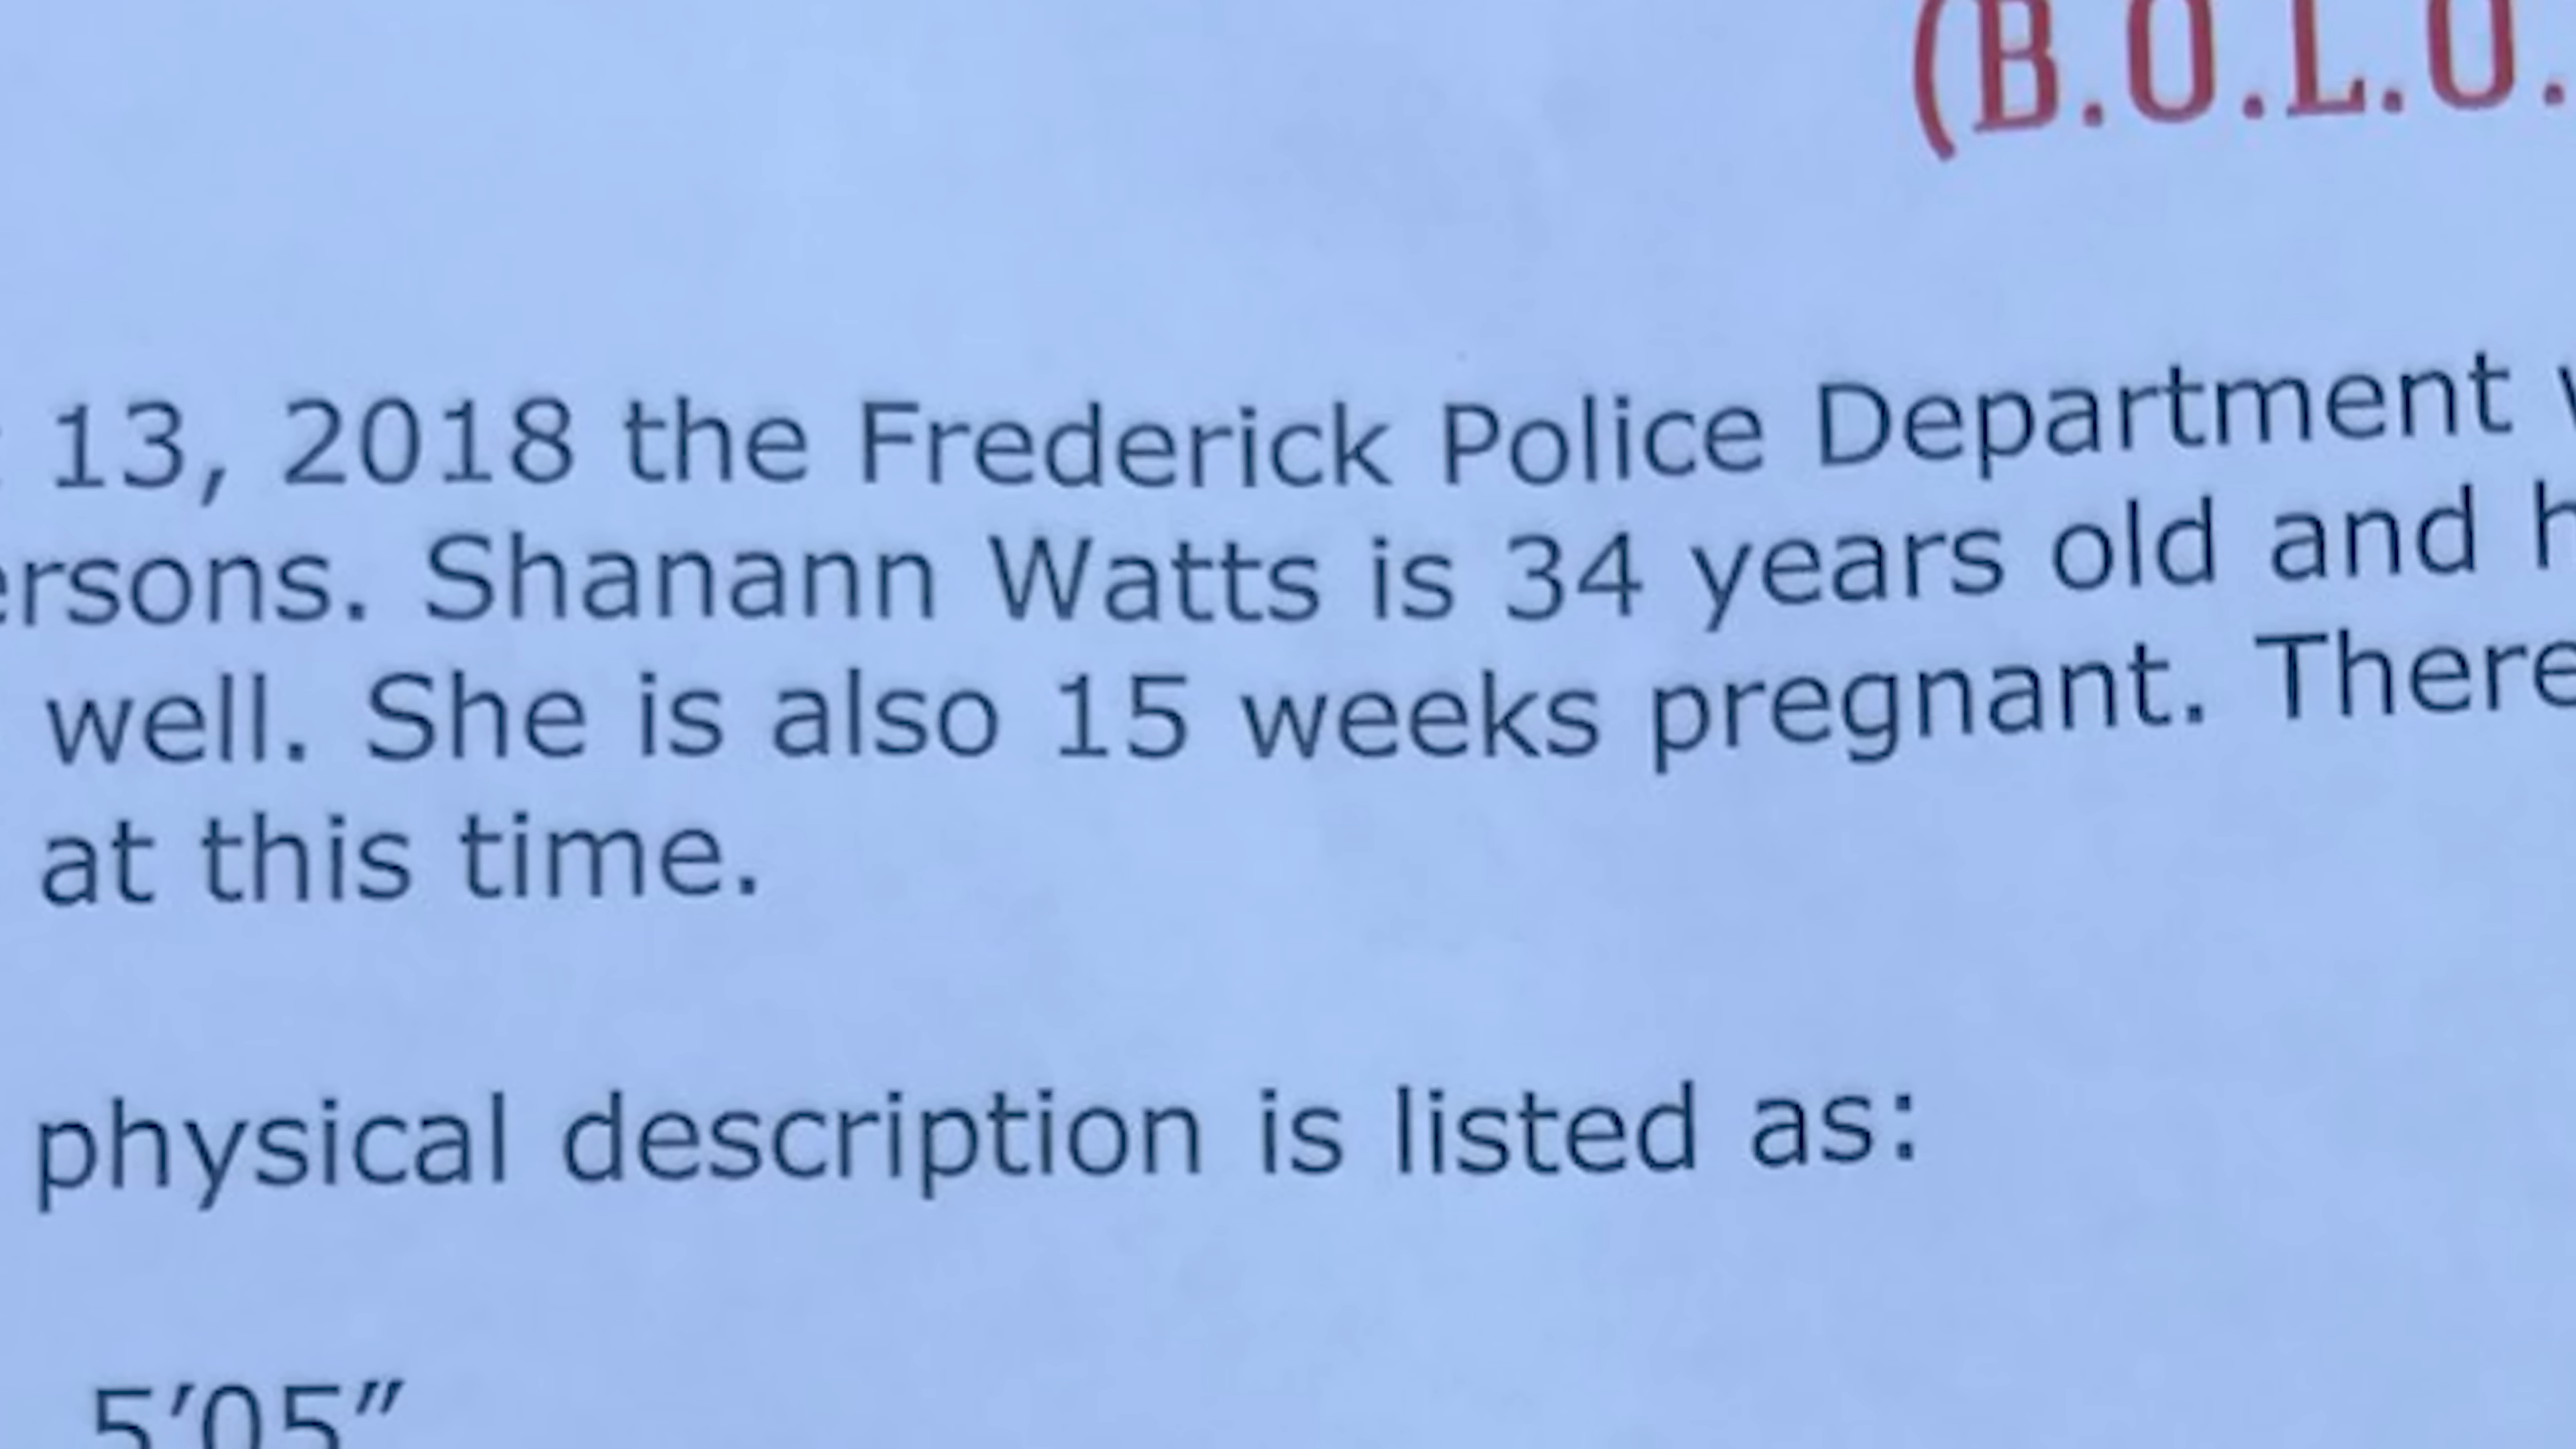 (B.O.L.O.
13, 2018 the Frederick Police Department
ersons. Shanann Watts is 34 years old and h
well. She is also 15 weeks pregnant. There
at this time.
physical description is listed as:
5'05"